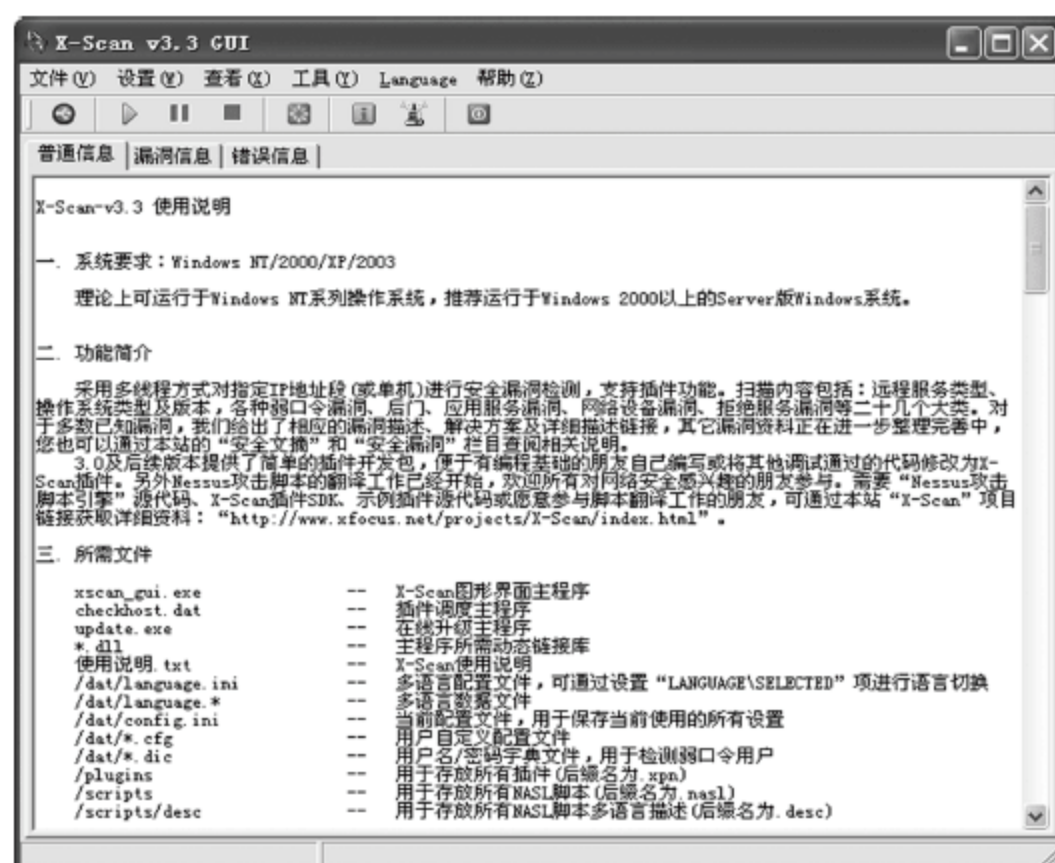 X-Scan v3.3 GUI
文件(V) 设置(W) 查看(X) 工具(Y) Language 帮助(Z)
普通信息 漏洞信息 错误信息
X-Scan-v3.3 使用说明
一. 系统要求：Windows NT/2000/XP/2003
理论上可运行于Windows NT系列操作系统，推荐运行于Windows 2000以上的Server版Windows系统。
二. 功能简介
采用多线程方式对指定IP地址段(或单机)进行安全漏洞检测，支持插件功能。扫描内容包括：远程服务类型、
操作系统类型及版本，各种弱口令漏洞、后门、应用服务漏洞、网络设备漏洞、拒绝服务漏洞等二十几个大类。对
于多数已知漏洞，我们给出了相应的漏洞描述、解决方案及详细描述链接，其它漏洞资料正在进一步整理完善中，
您也可以通过本站的“安全文摘”和“安全漏洞”栏目查阅相关说明。
3.0及后续版本提供了简单的插件开发包，便于有编程基础的朋友自己编写或将其他调试通过的代码修改为X-
Scan插件。另外Nessus攻击脚本的翻译工作已经开始，欢迎所有对网络安全感兴趣的朋友参与。需要“Nessus攻击
脚本引擎”源代码、X-Scan插件SDK、示例插件源代码或愿意参与脚本翻译工作的朋友，可通过本站“X-Scan”项目
链接获取详细资料：“http://www.xfocus.net/projects/X-Scan/index.html”。
三. 所需文件
xscan_gui.exe -- X-Scan图形界面主程序
checkhost.dat -- 插件调度主程序
update.exe -- 在线升级主程序
*.dll -- 主程序所需动态链接库
使用说明.txt -- X-Scan使用说明
/dat/language.ini -- 多语言配置文件，可通过设置“LANGUAGE\SELECTED”项进行语言切换
/dat/language.* -- 多语言数据文件
/dat/config.ini -- 当前配置文件，用于保存当前使用的所有设置
/dat/*.cfg -- 用户自定义配置文件
/dat/*.dic -- 用户名/密码字典文件，用于检测弱口令用户
/plugins -- 用于存放所有插件(后缀名为.xpn)
/scripts -- 用于存放所有NASL脚本(后缀名为.nasl)
/scripts/desc -- 用于存放所有NASL脚本多语言描述(后缀名为.desc)